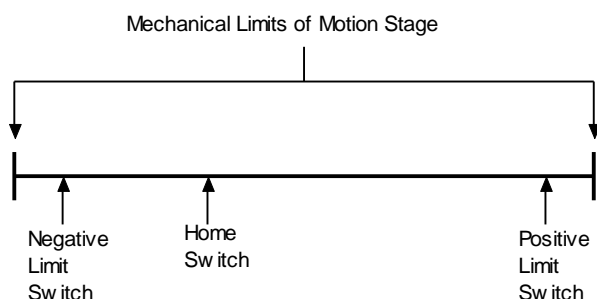 Mechanical Limits of Motion Stage
Negative
Limit
Switch
Home
Switch
Positive
Limit
Switch